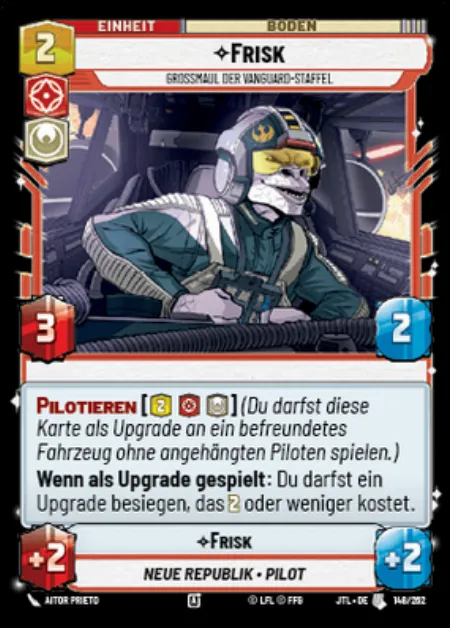 EINHEIT
BODEN
2
FRISK
GROSSMAUL DER VANGUARD-STAFFEL
3
2
PILOTIEREN [2] (Du darfst diese
Karte als Upgrade an ein befreundetes
Fahrzeug ohne angehängten Piloten spielen.)
Wenn als Upgrade gespielt: Du darfst ein
Upgrade besiegen, das 2 oder weniger kostet.
FRISK
+2
+2
NEUE REPUBLIK • PILOT
AITOR PRIETO
A
© LFL © FFG
JTL • DE
148/262